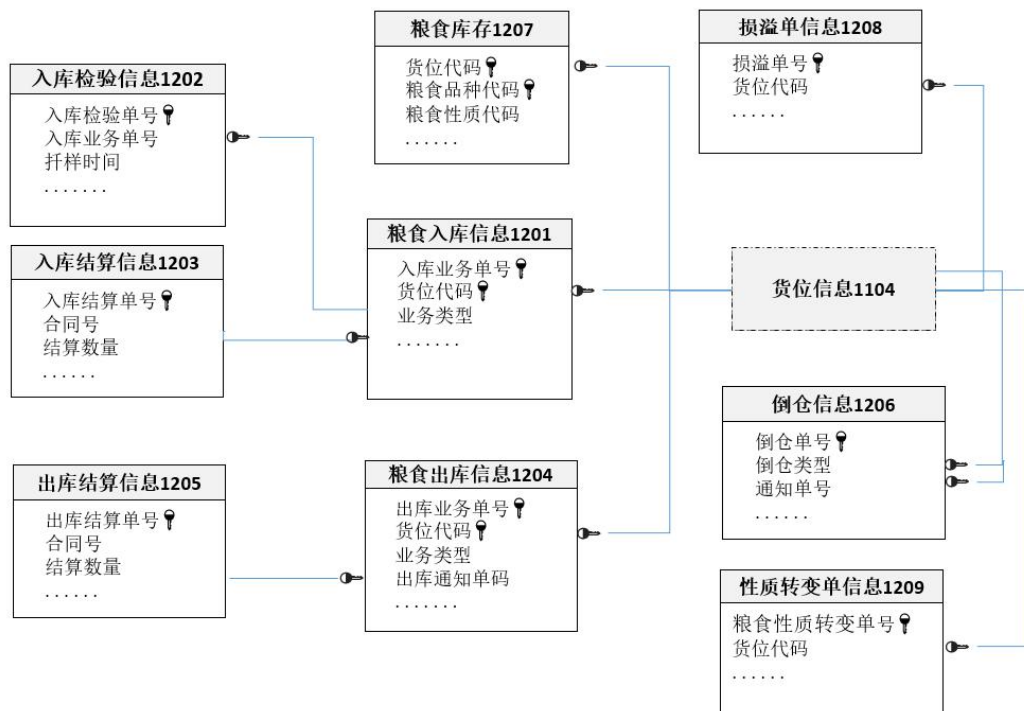 粮食库存1207
货位代码
粮食品种代码
粮食性质代码
......
损溢单信息1208
损溢单号
货位代码
......
入库检验信息1202
入库检验单号
入库业务单号
扦样时间
.......
粮食入库信息1201
入库业务单号
货位代码
业务类型
.......
入库结算信息1203
入库结算单号
合同号
结算数量
......
货位信息1104
倒仓信息1206
倒仓单号
倒仓类型
通知单号
......
出库结算信息1205
出库结算单号
合同号
结算数量
......
粮食出库信息1204
出库业务单号
货位代码
业务类型
出库通知单码
.......
性质转变单信息1209
粮食性质转变单号
货位代码
......